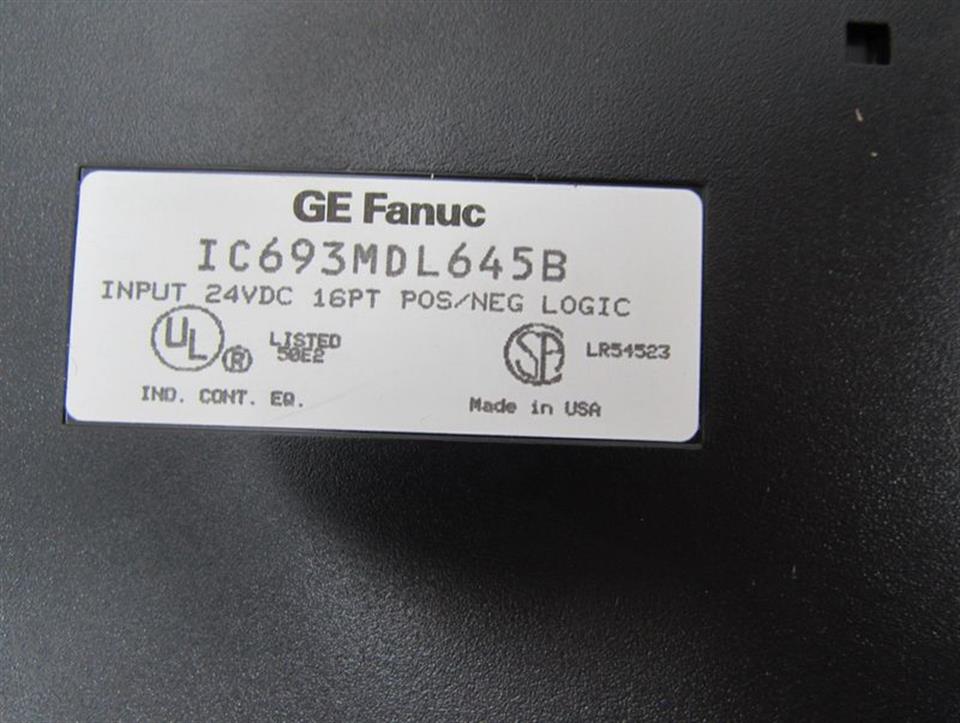 GE Fanuc
IC693MDL645B
INPUT 24VDC 16PT POS/NEG LOGIC
UL ® LISTED 50E2
SA LR54523
IND. CONT. EQ.
Made in USA